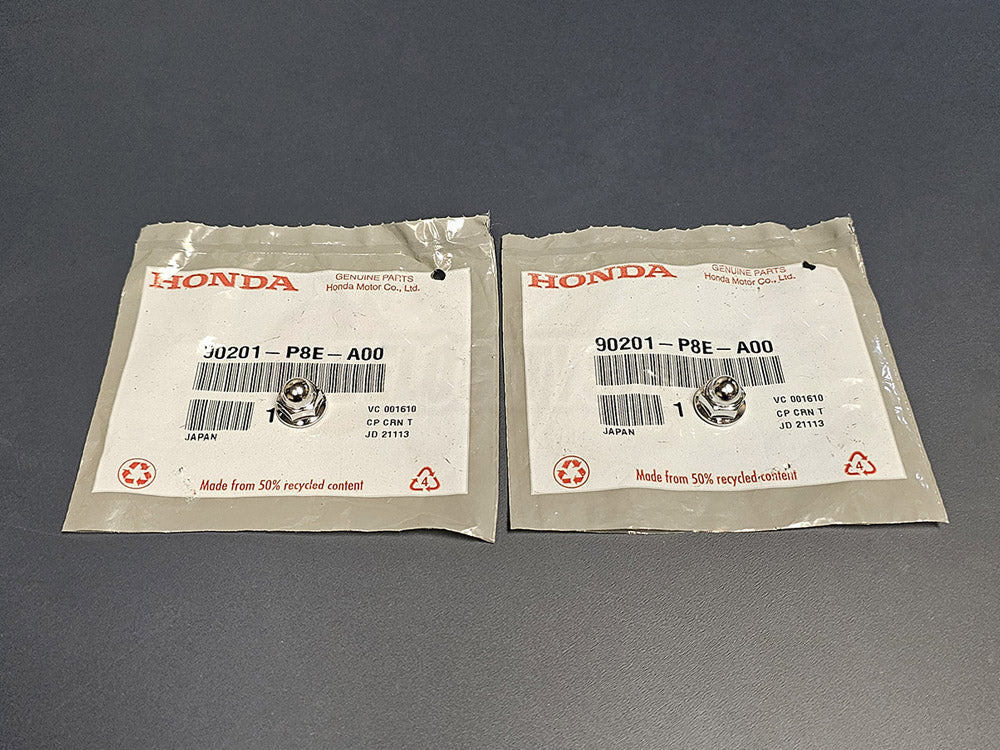 HONDA
GENUINE PARTS
Honda Motor Co., Ltd.
90201-P8E-A00
1
VC 001610
CP CRN T
JD 21113
JAPAN
Made from 50% recycled content
4
HONDA
GENUINE PARTS
Honda Motor Co., Ltd.
90201-P8E-A00
1
VC 001610
CP CRN T
JD 21113
JAPAN
Made from 50% recycled content
4